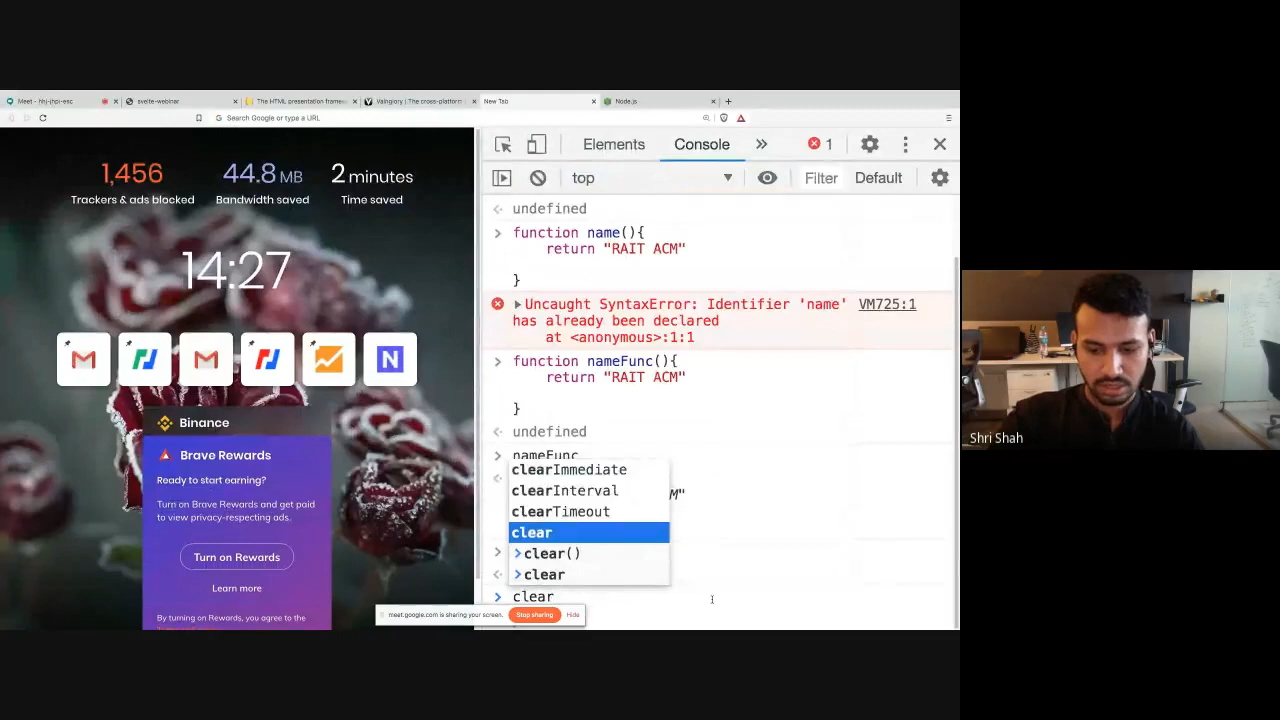 Meet - hhj-jhpi-esc
svelte-webinar
The HTML presentation framew
Vainglory | The cross-platform
New Tab
Node.js
Search Google or type a URL
1,456
Trackers & ads blocked
44.8 MB
Bandwidth saved
2 minutes
Time saved
14:27
N
Binance
Brave Rewards
Ready to start earning?
Turn on Brave Rewards and get paid
to view privacy-respecting ads.
Turn on Rewards
Learn more
By turning on Rewards, you agree to the
Elements
Console
1
top
Filter
Default
undefined
function name(){
return "RAIT ACM"
}
Uncaught SyntaxError: Identifier 'name' VM725:1
has already been declared
at <anonymous>:1:1
function nameFunc(){
return "RAIT ACM"
}
undefined
nameFunc
clearImmediate
clearInterval
M"
clearTimeout
clear
clear()
clear
clear
meet.google.com is sharing your screen.
Stop sharing
Hide
Shri Shah